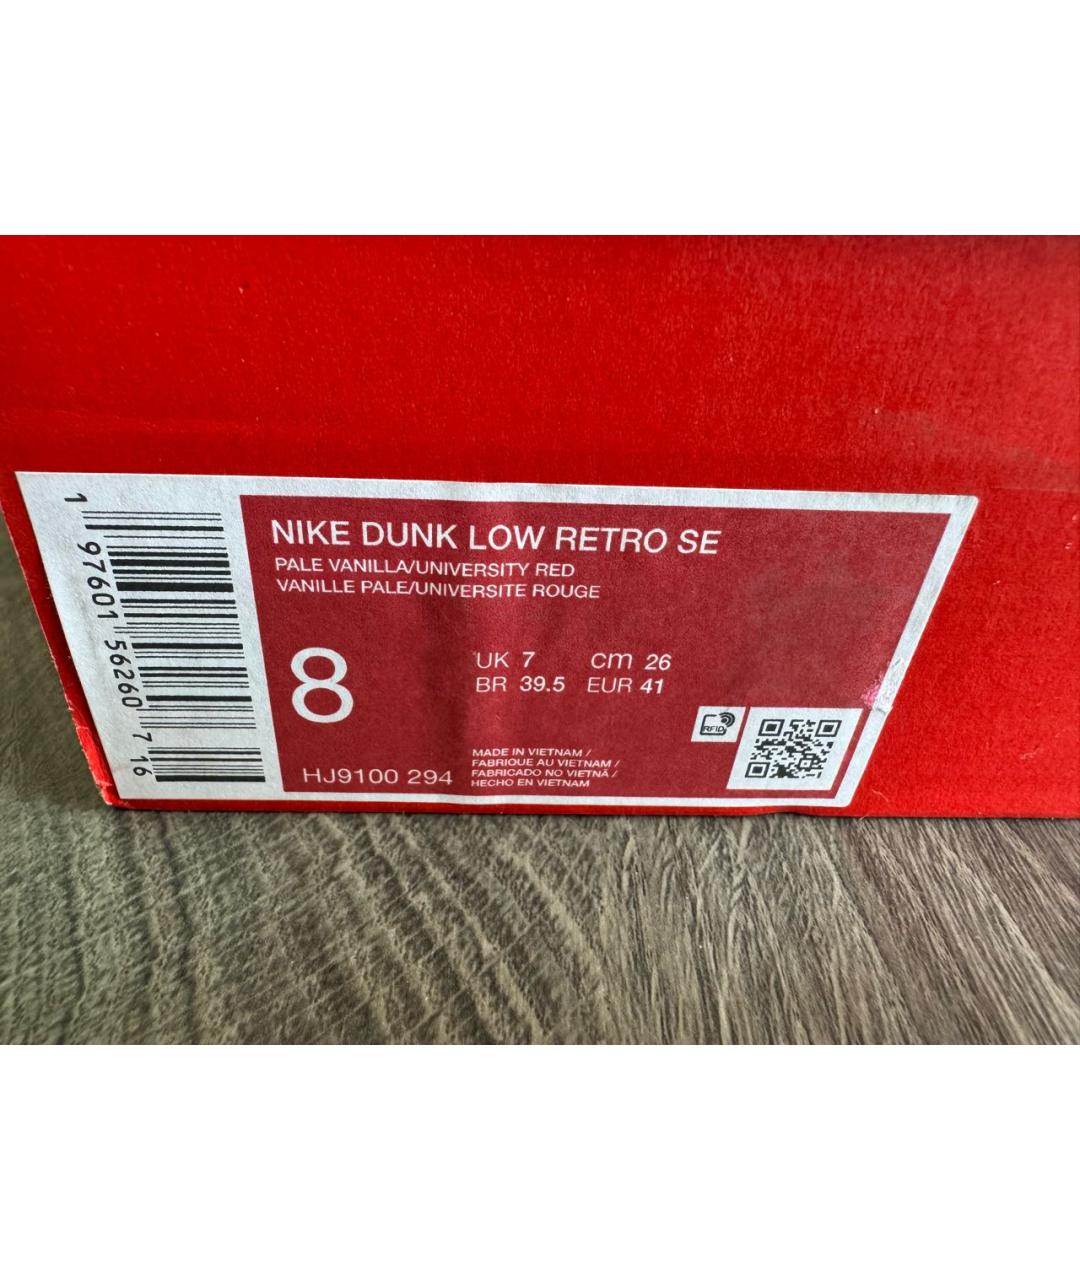 1 97601 56260 7 16
NIKE DUNK LOW RETRO SE
PALE VANILLA/UNIVERSITY RED
VANILLE PALE/UNIVERSITE ROUGE
8
UK 7 cm 26
BR 39.5 EUR 41
RFID
HJ9100 294
MADE IN VIETNAM /
FABRIQUE AU VIETNAM /
FABRICADO NO VIETNÃ /
HECHO EN VIETNAM